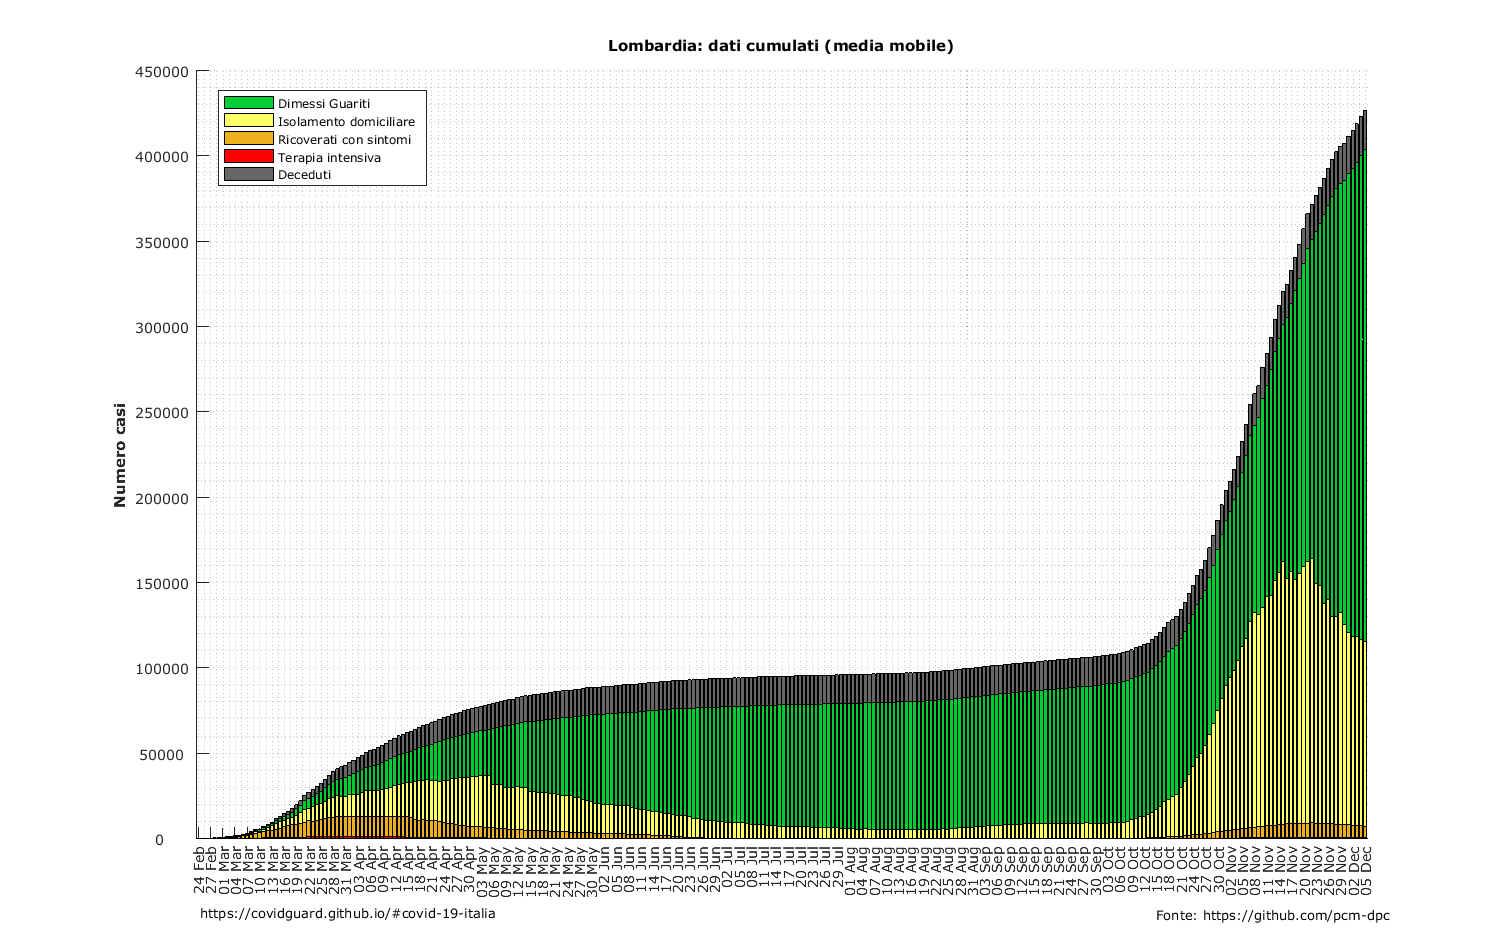 Lombardia: dati cumulati (media mobile)
450000
400000
350000
300000
250000
200000
150000
100000
50000
0
Numero casi
Dimessi Guariti
Isolamento domiciliare
Ricoverati con sintomi
Terapia intensiva
Deceduti
24 Feb
27 Feb
01 Mar
04 Mar
07 Mar
10 Mar
13 Mar
16 Mar
19 Mar
22 Mar
25 Mar
28 Mar
31 Mar
03 Apr
06 Apr
09 Apr
12 Apr
15 Apr
18 Apr
21 Apr
24 Apr
27 Apr
30 Apr
03 May
06 May
09 May
12 May
15 May
18 May
21 May
24 May
27 May
30 May
02 Jun
05 Jun
08 Jun
11 Jun
14 Jun
17 Jun
20 Jun
23 Jun
26 Jun
29 Jun
02 Jul
05 Jul
08 Jul
11 Jul
14 Jul
17 Jul
20 Jul
23 Jul
26 Jul
29 Jul
01 Aug
04 Aug
07 Aug
10 Aug
13 Aug
16 Aug
19 Aug
22 Aug
25 Aug
28 Aug
31 Aug
03 Sep
06 Sep
09 Sep
12 Sep
15 Sep
18 Sep
21 Sep
24 Sep
27 Sep
30 Sep
03 Oct
06 Oct
09 Oct
12 Oct
15 Oct
18 Oct
21 Oct
24 Oct
27 Oct
30 Oct
02 Nov
05 Nov
08 Nov
11 Nov
14 Nov
17 Nov
20 Nov
23 Nov
26 Nov
29 Nov
02 Dec
05 Dec
https://covidguard.github.io/#covid-19-italia
Fonte: https://github.com/pcm-dpc